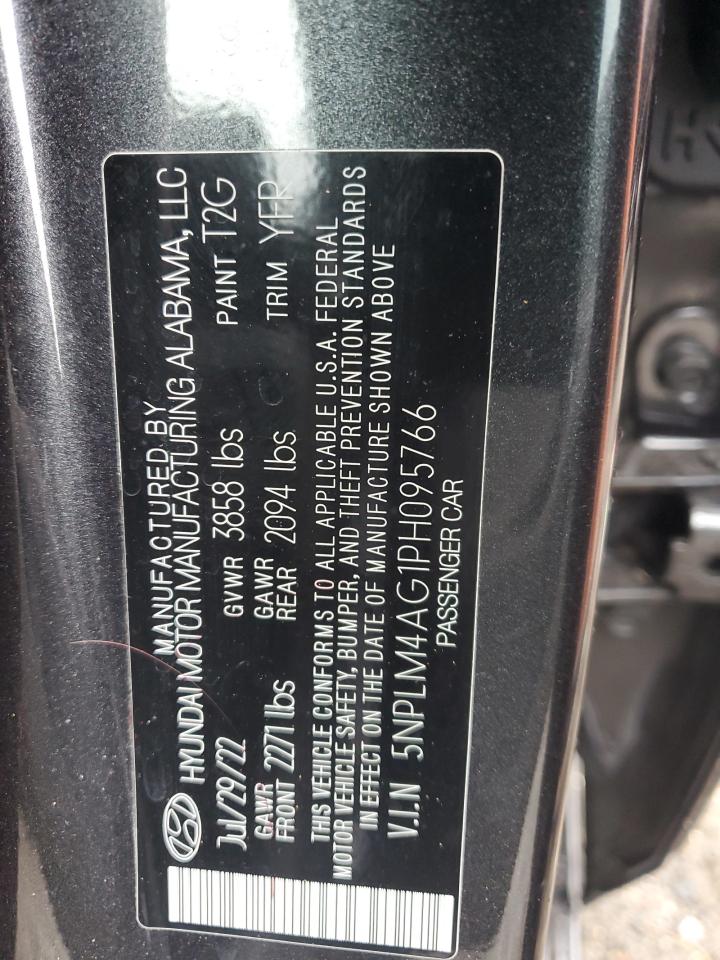 MANUFACTURED BY
HYUNDAI MOTOR MANUFACTURING ALABAMA, LLC
Jul/29/22 GVWR 3858 lbs PAINT T2G
GAWR FRONT 2271 lbs GAWR REAR 2094 lbs TRIM YFR
THIS VEHICLE CONFORMS TO ALL APPLICABLE U.S.A. FEDERAL
MOTOR VEHICLE SAFETY, BUMPER, AND THEFT PREVENTION STANDARDS
IN EFFECT ON THE DATE OF MANUFACTURE SHOWN ABOVE
V.I.N 5NPLM4AG1PH095766
PASSENGER CAR